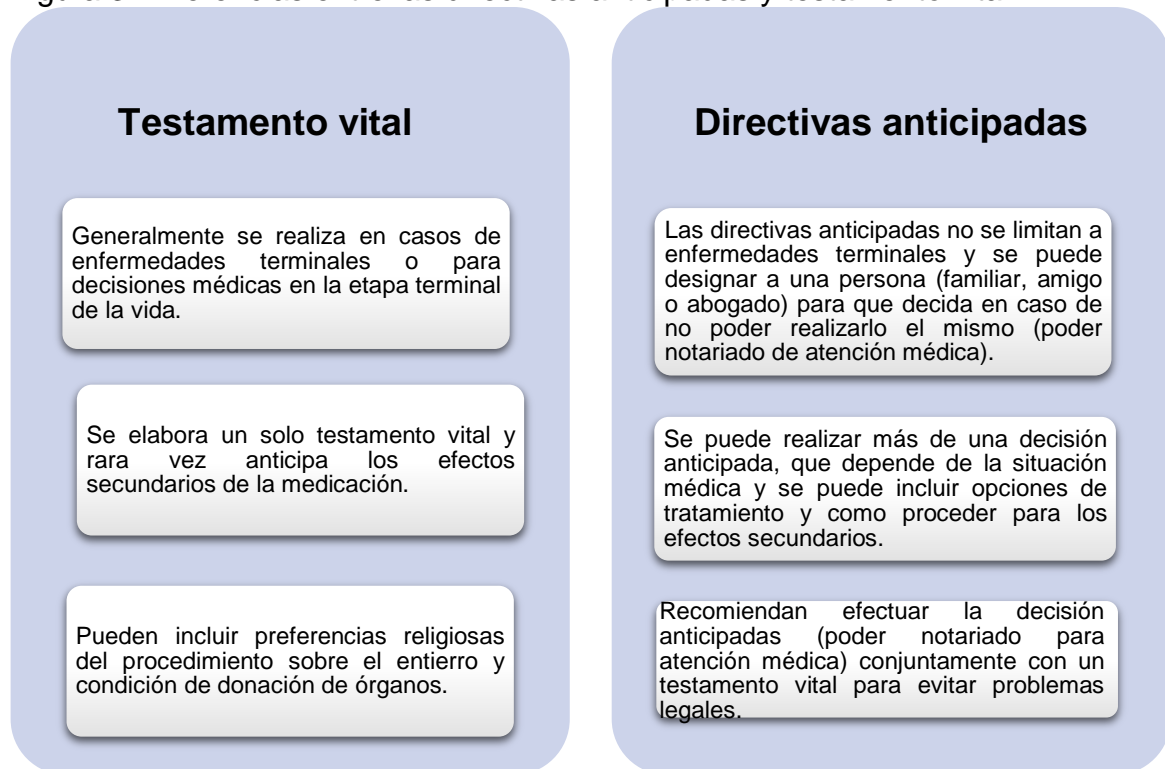 Testamento vital
Generalmente se realiza en casos de
enfermedades terminales o para
decisiones médicas en la etapa terminal
de la vida.
Se elabora un solo testamento vital y
rara vez anticipa los efectos
secundarios de la medicación.
Pueden incluir preferencias religiosas
del procedimiento sobre el entierro y
condición de donación de órganos.
Directivas anticipadas
Las directivas anticipadas no se limitan a
enfermedades terminales y se puede
designar a una persona (familiar, amigo
o abogado) para que decida en caso de
no poder realizarlo el mismo (poder
notariado de atención médica).
Se puede realizar más de una decisión
anticipada, que depende de la situación
médica y se puede incluir opciones de
tratamiento y como proceder para los
efectos secundarios.
Recomiendan efectuar la decisión
anticipadas (poder notariado para
atención médica) conjuntamente con un
testamento vital para evitar problemas
legales.